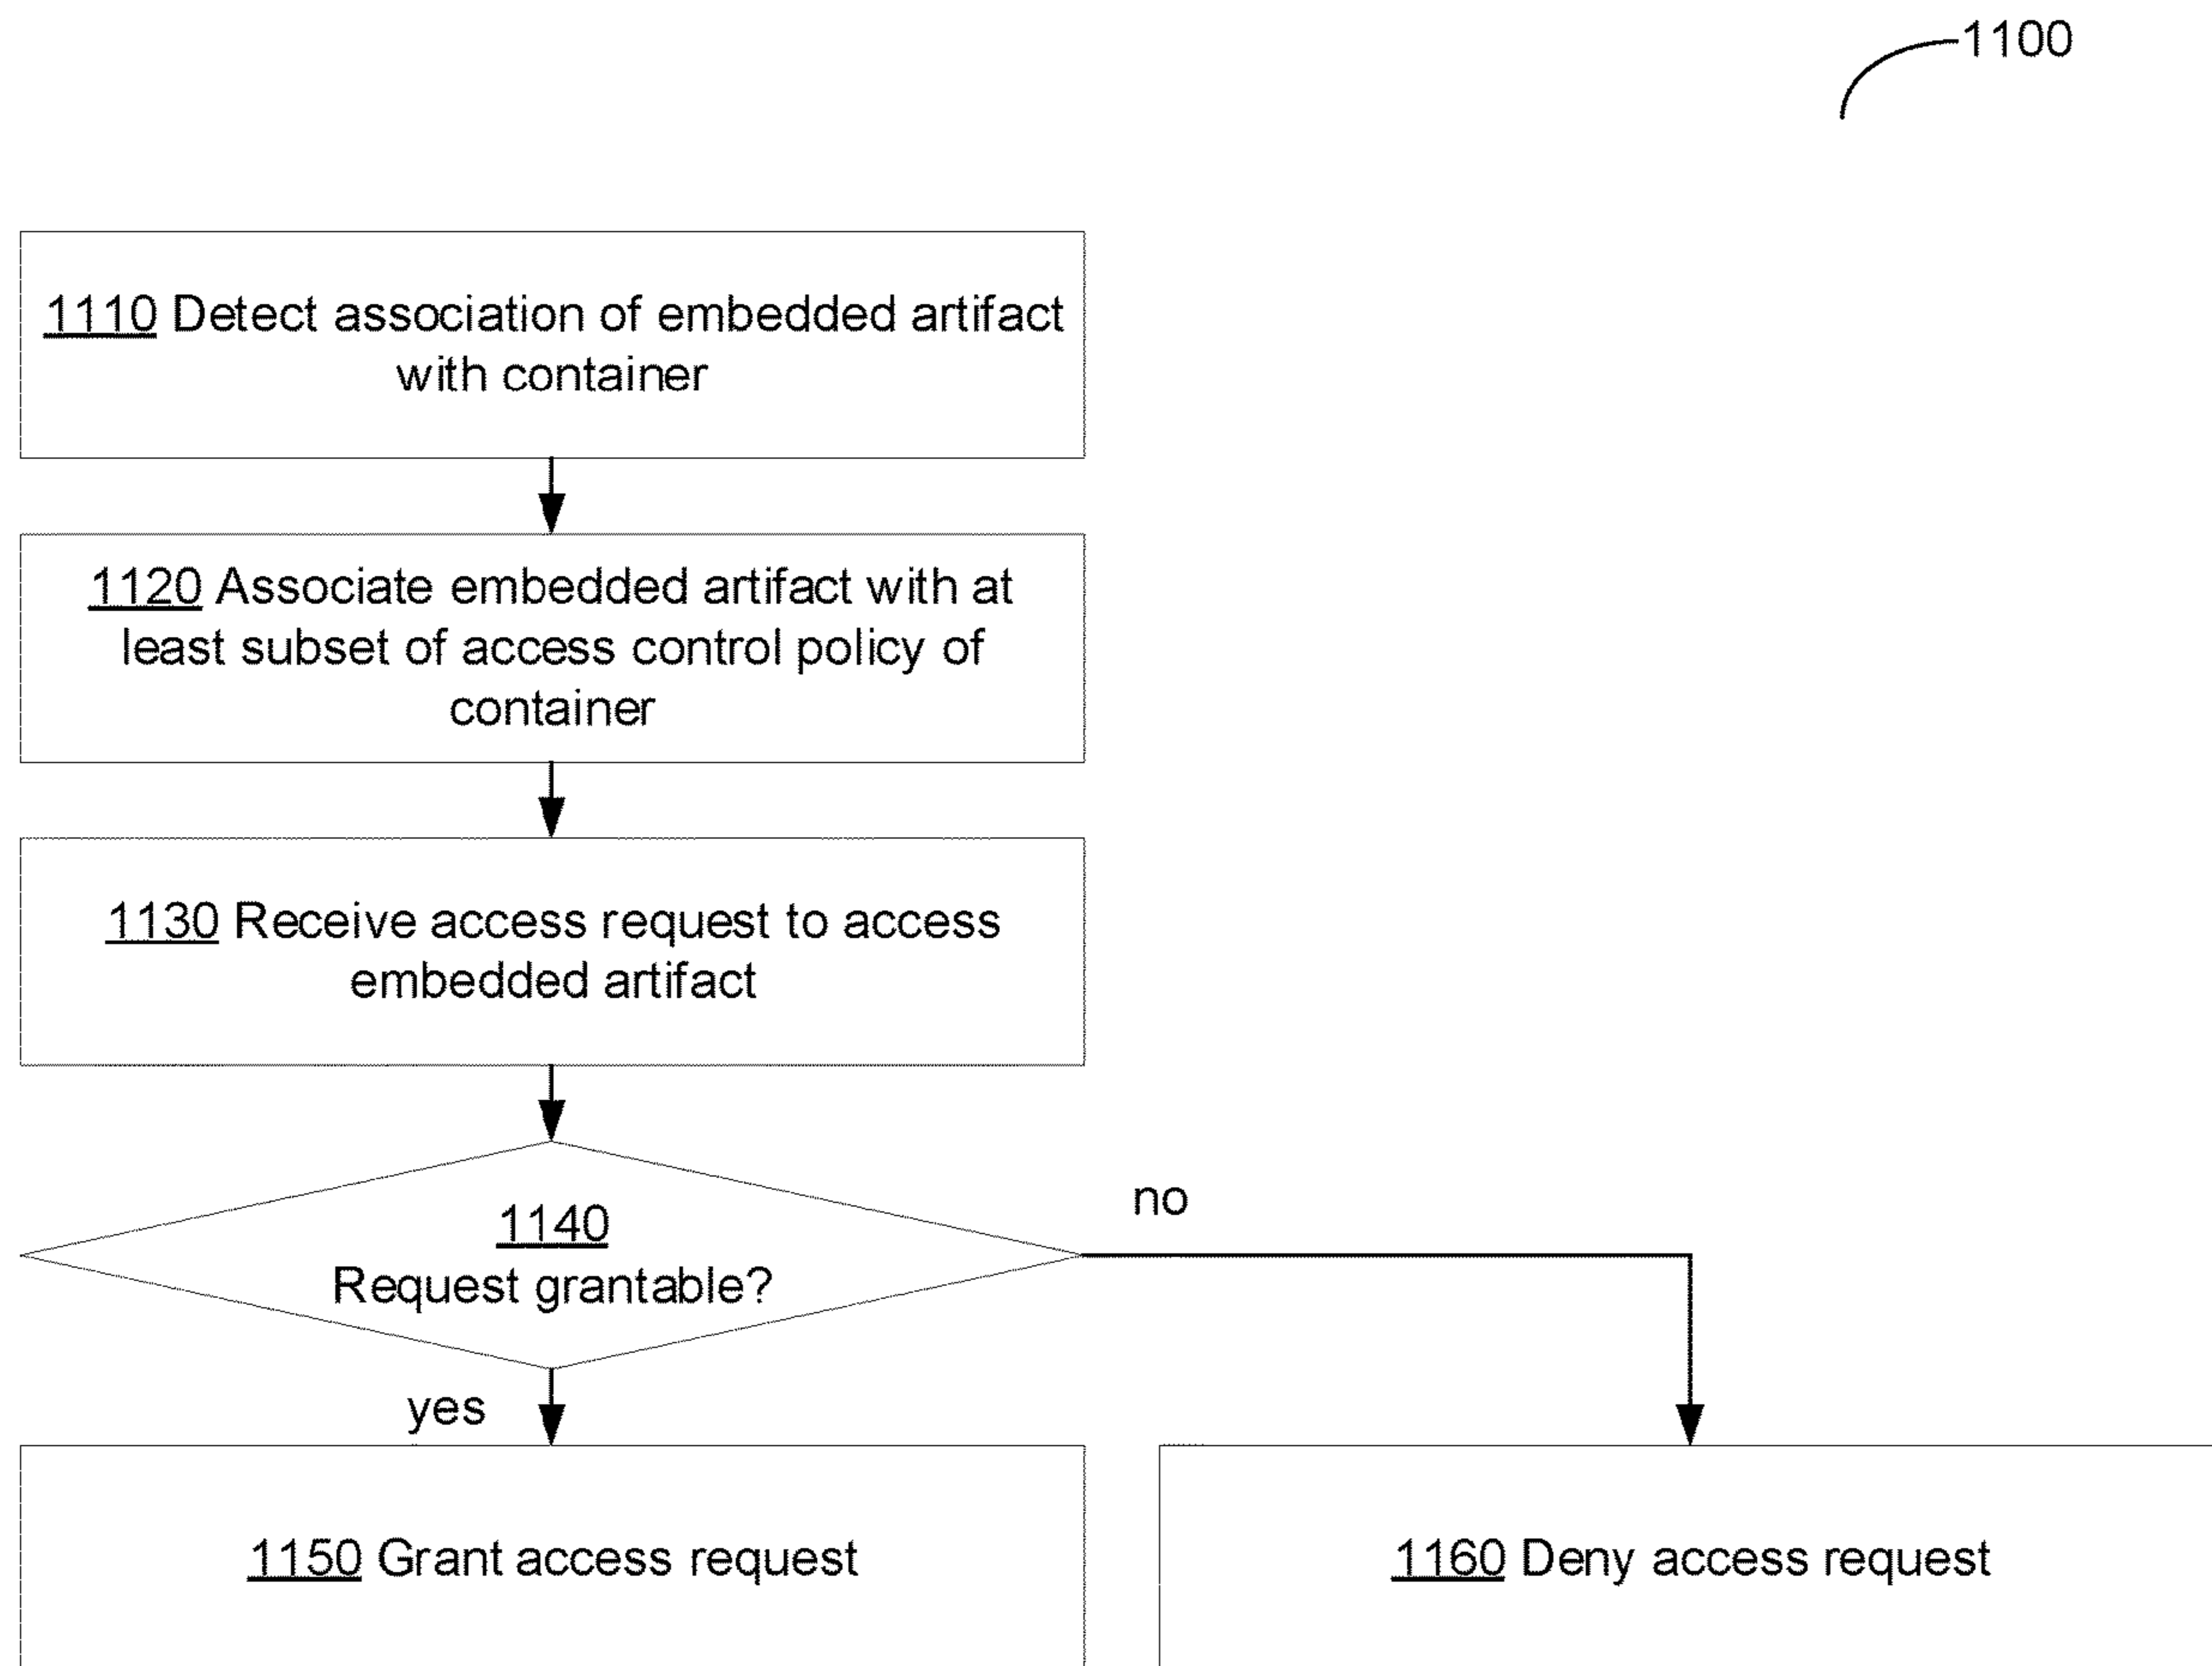 1100
1110 Detect association of embedded artifact
with container
1120 Associate embedded artifact with at
least subset of access control policy of
container
1130 Receive access request to access
embedded artifact
1140
Request grantable?
no
yes
1150 Grant access request
1160 Deny access request